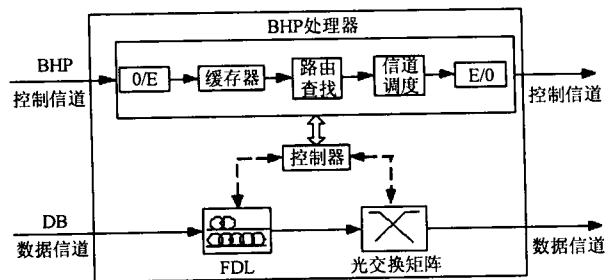 BHP处理器
BHP
控制信道
0/E
缓存器
路由
查找
信道
调度
E/0
控制信道
控制器
DB
数据信道
FDL
光交换矩阵
数据信道